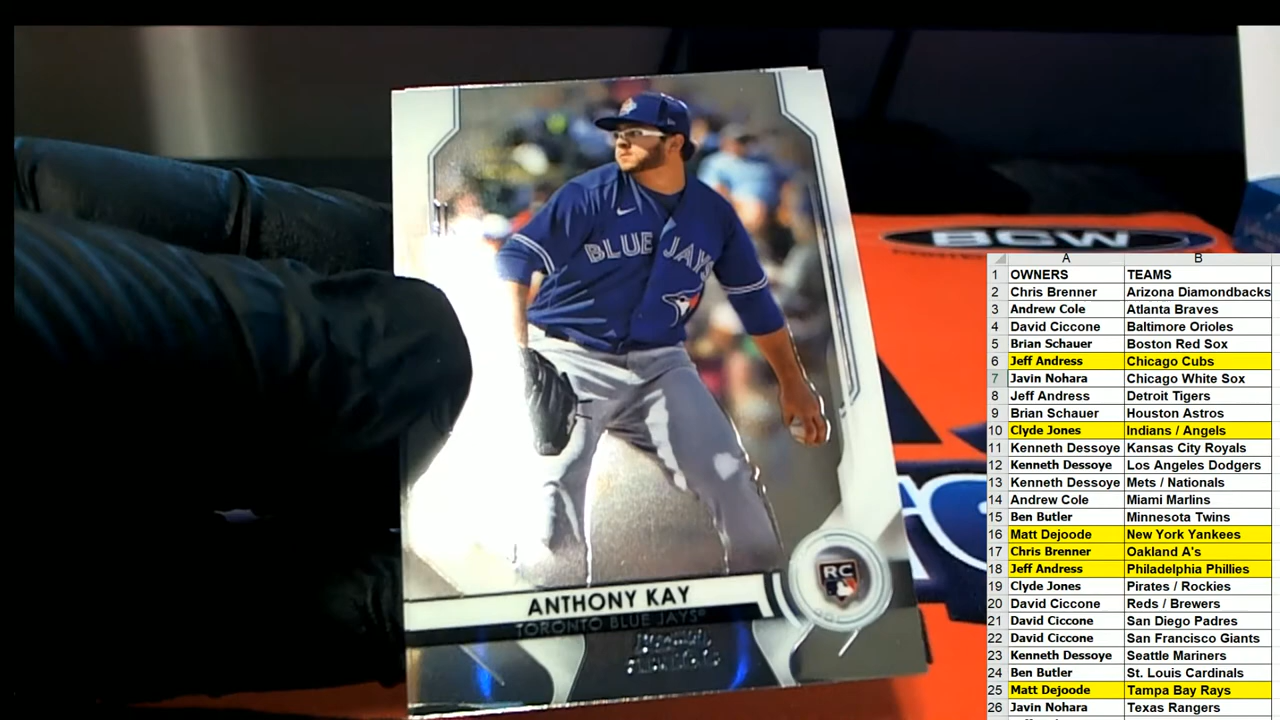 BLUE JAYS
RC
ANTHONY KAY
TORONTO BLUE JAYS
BCW
A B
1 OWNERS TEAMS
2 Chris Brenner Arizona Diamondbacks
3 Andrew Cole Atlanta Braves
4 David Ciccone Baltimore Orioles
5 Brian Schauer Boston Red Sox
6 Jeff Andress Chicago Cubs
7 Javin Nohara Chicago White Sox
8 Jeff Andress Detroit Tigers
9 Brian Schauer Houston Astros
10 Clyde Jones Indians / Angels
11 Kenneth Dessoye Kansas City Royals
12 Kenneth Dessoye Los Angeles Dodgers
13 Kenneth Dessoye Mets / Nationals
14 Andrew Cole Miami Marlins
15 Ben Butler Minnesota Twins
16 Matt Dejoode New York Yankees
17 Chris Brenner Oakland A's
18 Jeff Andress Philadelphia Phillies
19 Clyde Jones Pirates / Rockies
20 David Ciccone Reds / Brewers
21 David Ciccone San Diego Padres
22 David Ciccone San Francisco Giants
23 Kenneth Dessoye Seattle Mariners
24 Ben Butler St. Louis Cardinals
25 Matt Dejoode Tampa Bay Rays
26 Javin Nohara Texas Rangers